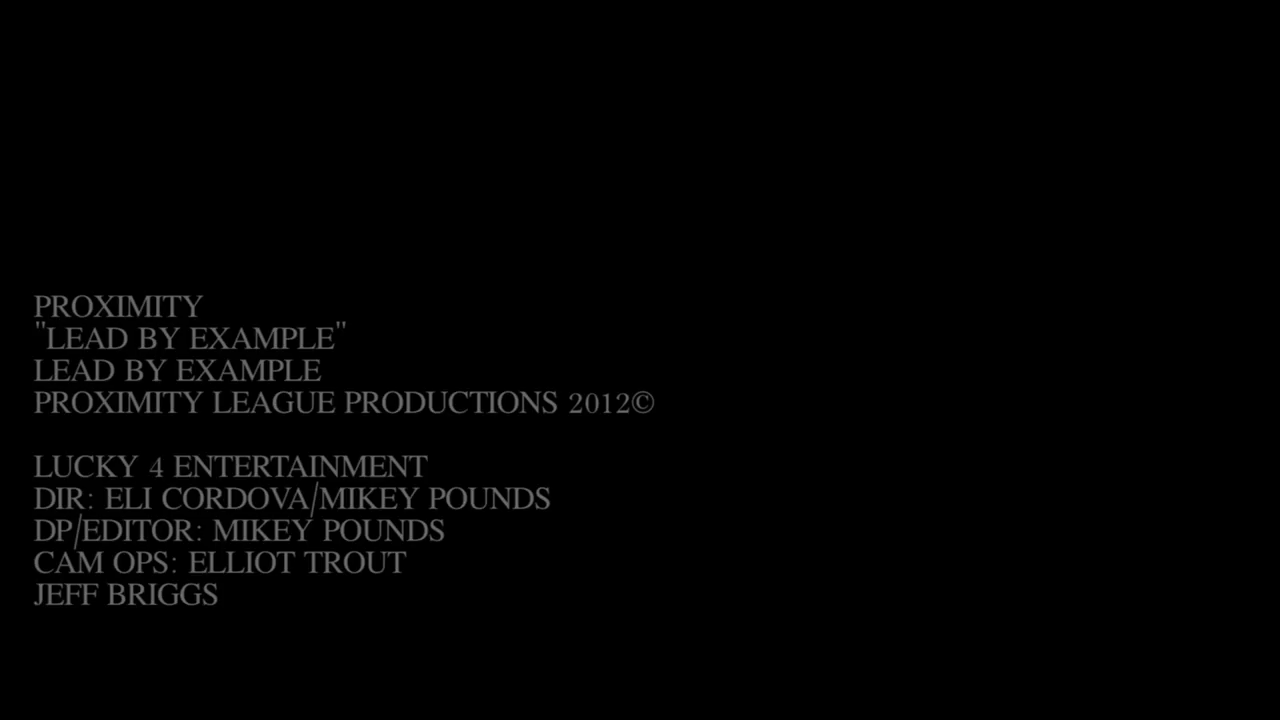 PROXIMITY
"LEAD BY EXAMPLE"
LEAD BY EXAMPLE
PROXIMITY LEAGUE PRODUCTIONS 2012©
LUCKY 4 ENTERTAINMENT
DIR: ELI CORDOVA/MIKEY POUNDS
DP/EDITOR: MIKEY POUNDS
CAM OPS: ELLIOT TROUT
JEFF BRIGGS